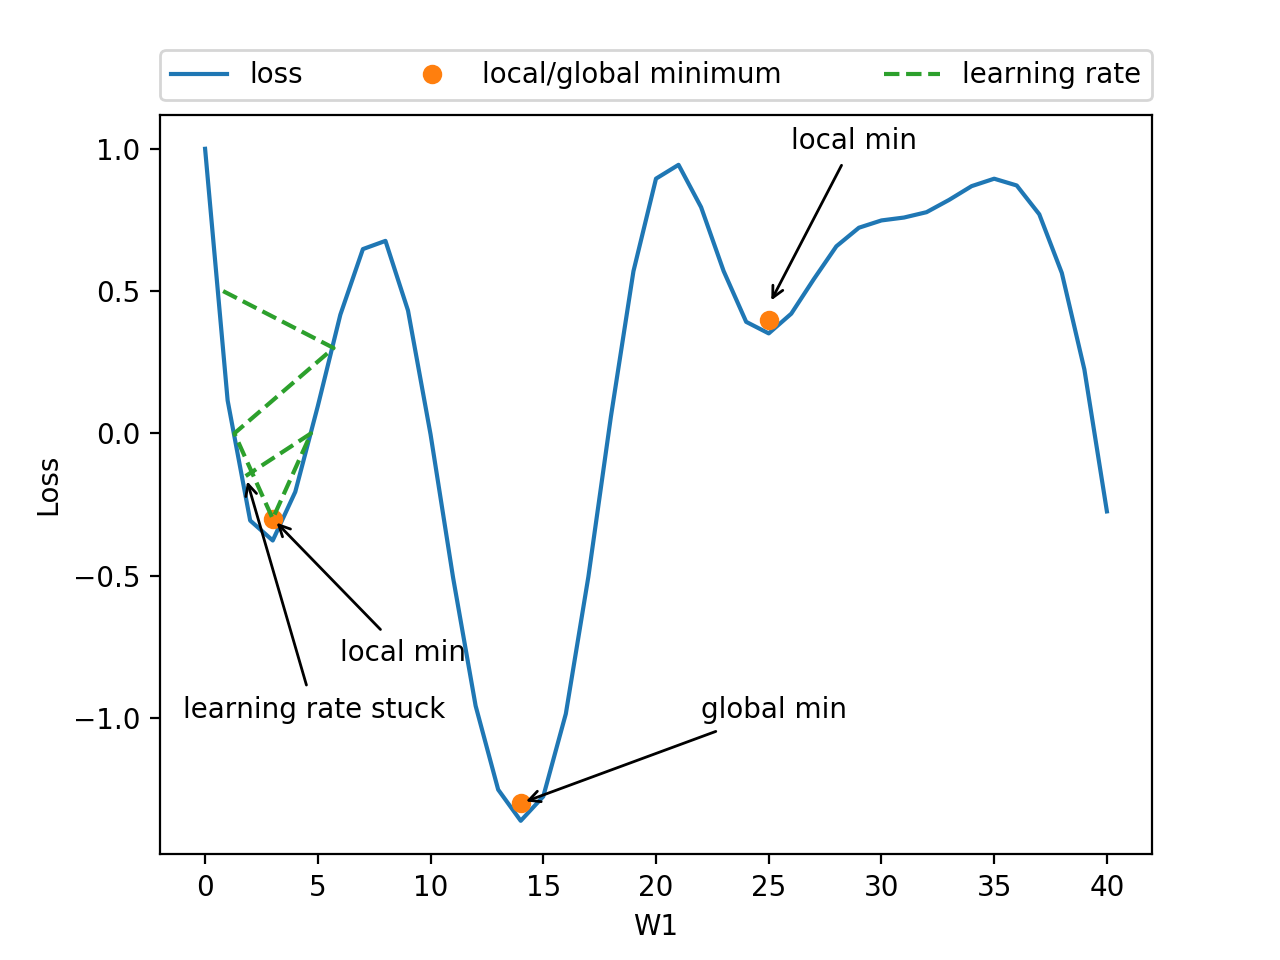 loss
local/global minimum
learning rate
1.0
0.5
0.0
−0.5
−1.0
Loss
local min
local min
learning rate stuck
global min
0 5 10 15 20 25 30 35 40
W1